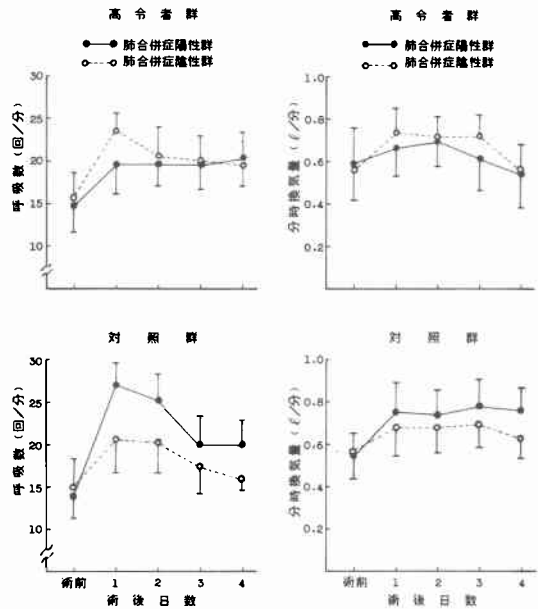 高令者群
肺合併症陽性群
肺合併症陰性群
呼吸数(回/分)
30
25
20
15
10
高令者群
肺合併症陽性群
肺合併症陰性群
分時換気量(ℓ/分)
1.0
0.8
0.6
0.4
0.2
対照群
呼吸数(回/分)
30
25
20
15
10
術前 1 2 3 4
術後日数
対照群
分時換気量(ℓ/分)
1.0
0.8
0.6
0.4
0.2
術前 1 2 3 4
術後日数